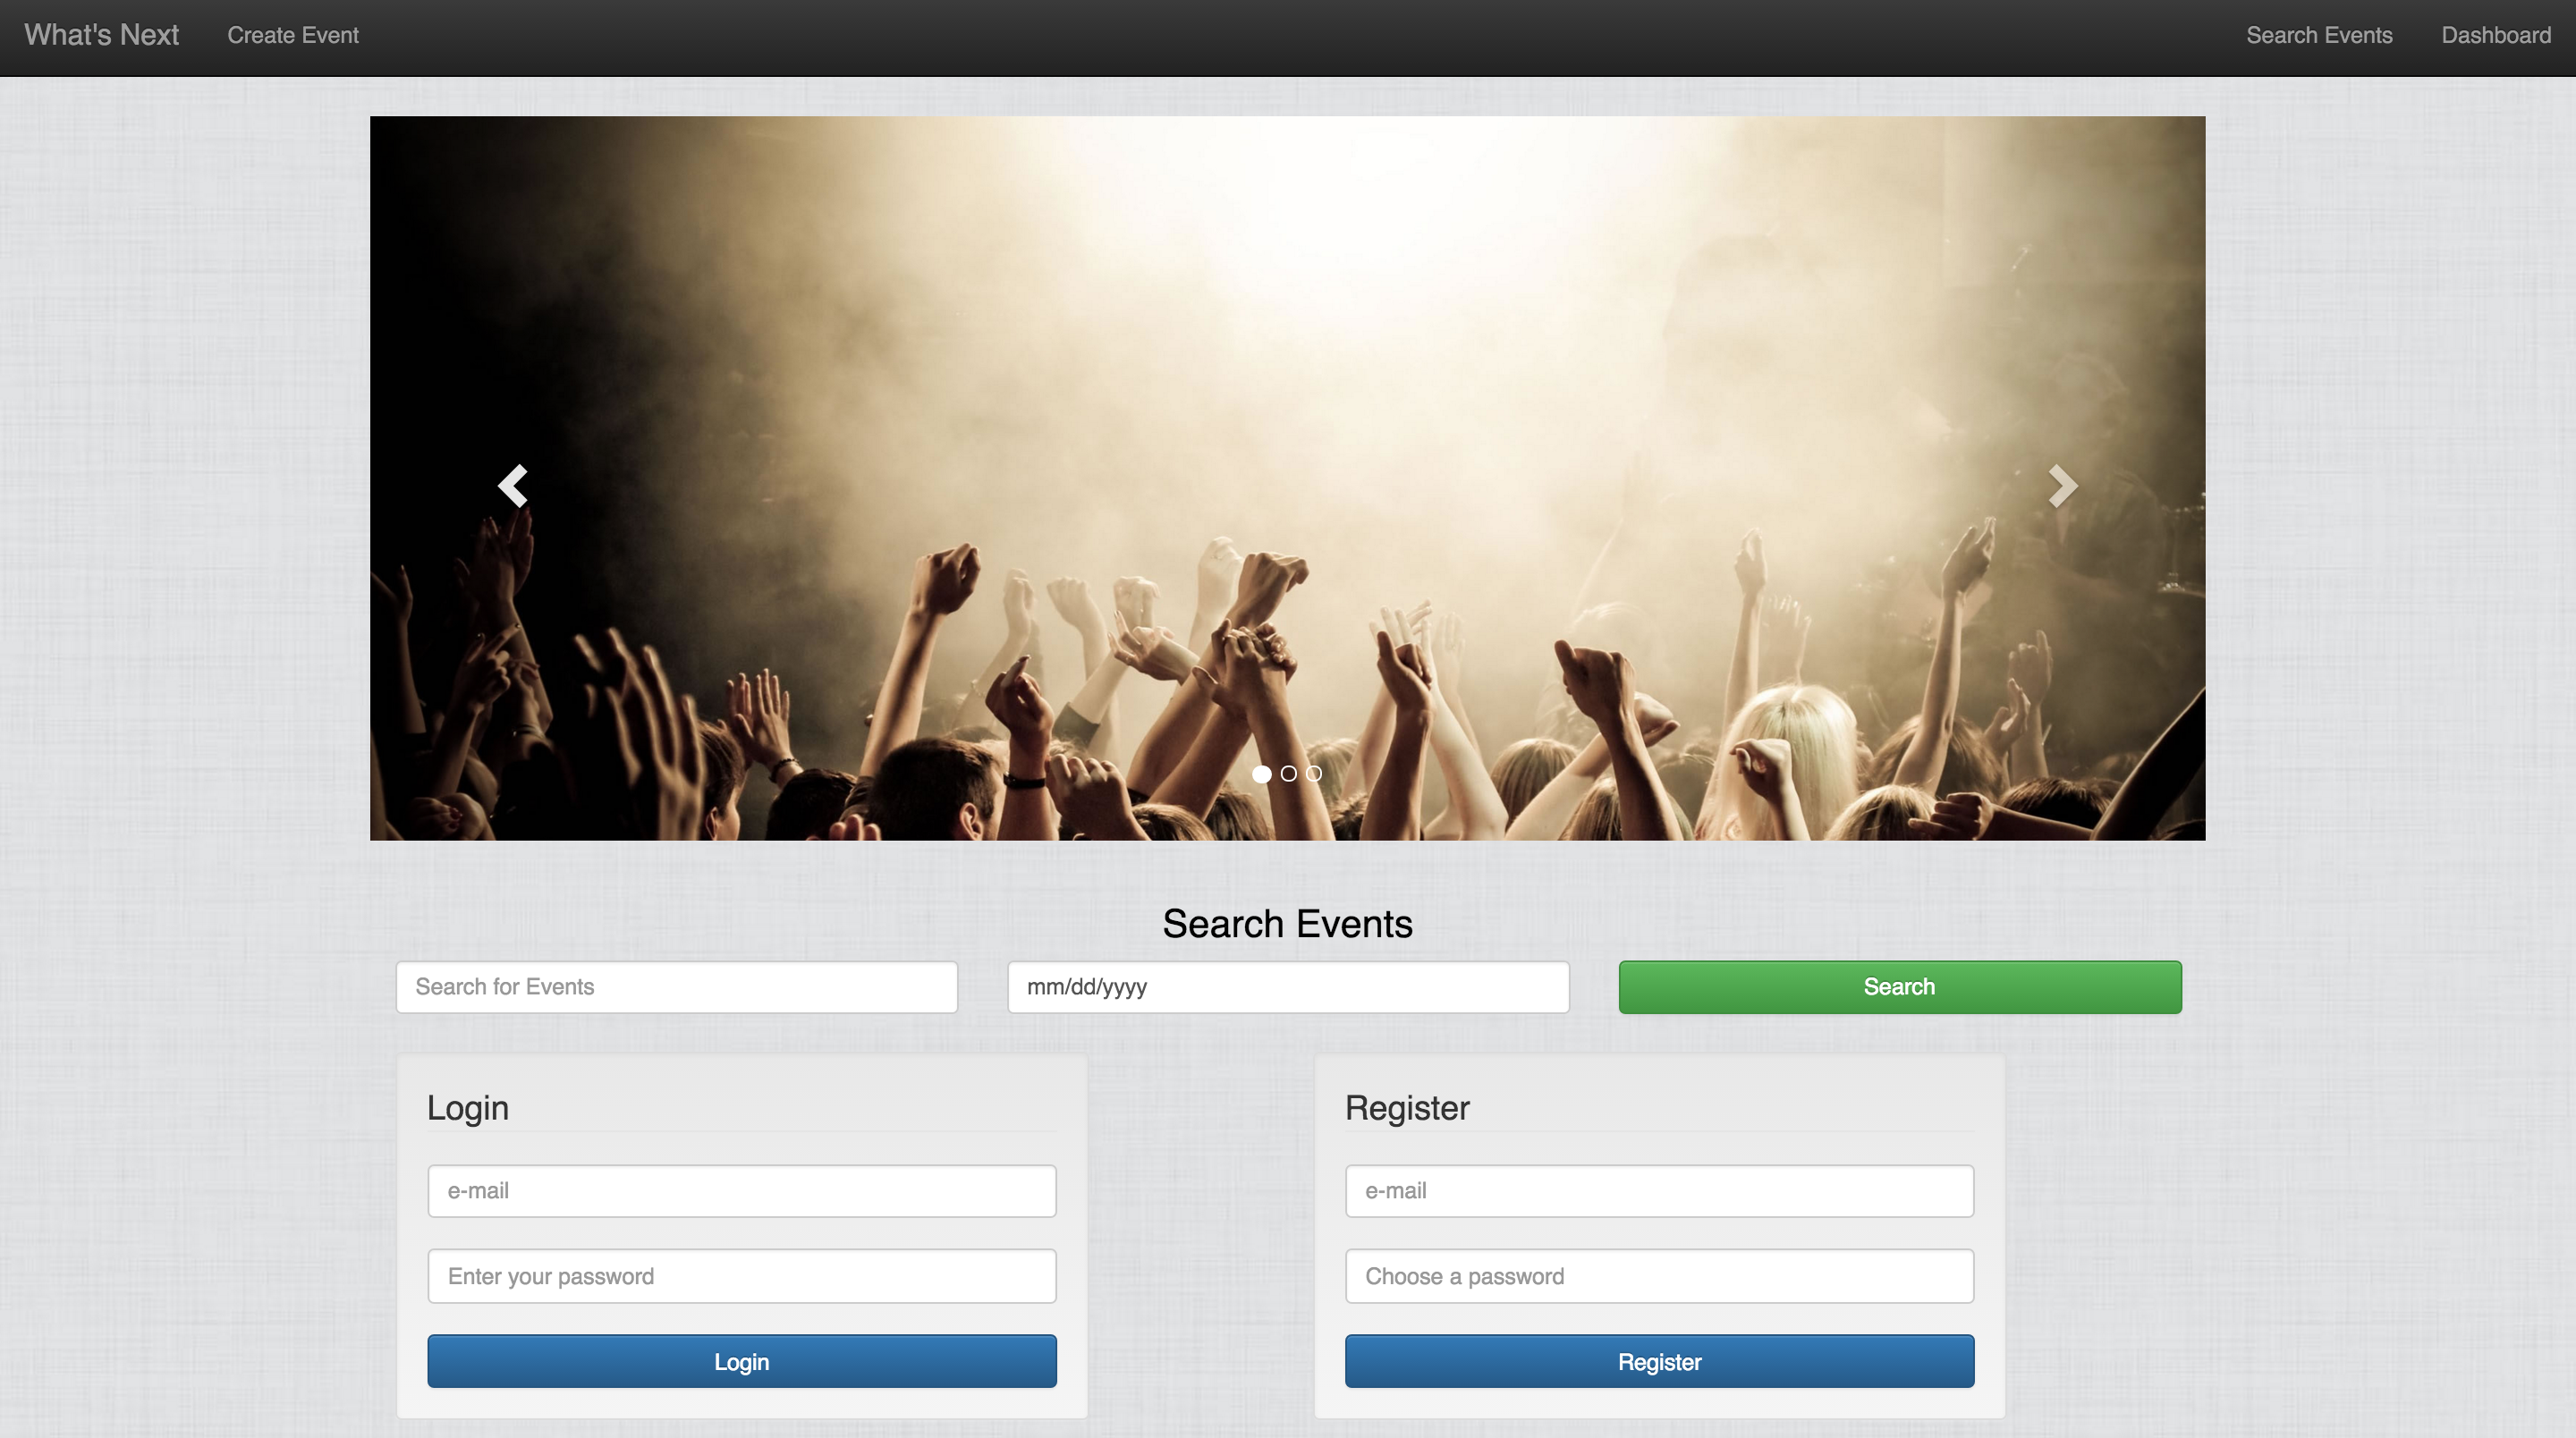 What's Next Create Event Search Events Dashboard
Search Events
Search for Events mm/dd/yyyy Search
Login Register
e-mail e-mail
Enter your password Choose a password
Login Register